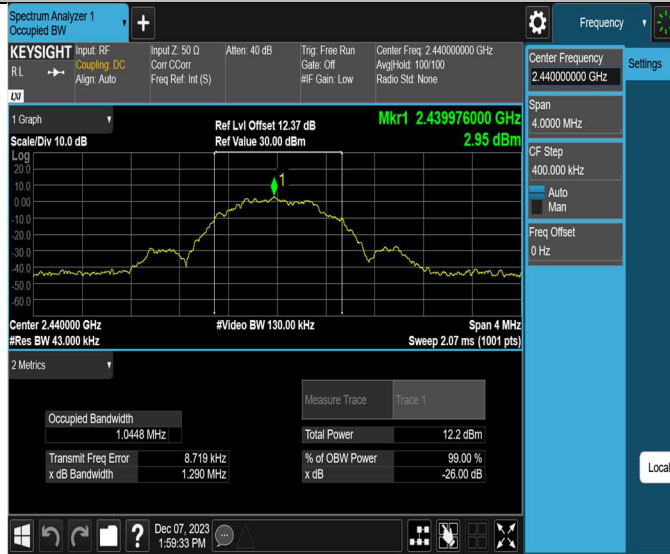 Spectrum Analyzer 1
Occupied BW
Frequency
KEYSIGHT
RL
LXI
Input: RF
Coupling: DC
Align: Auto
Input Z: 50 Ω
Corr CCorr
Freq Ref: Int (S)
Atten: 40 dB
Trig: Free Run
Gate: Off
#IF Gain: Low
Center Freq: 2.440000000 GHz
Avg|Hold: 100/100
Radio Std: None
Center Frequency
2.440000000 GHz
Settings
Span
4.0000 MHz
CF Step
400.000 kHz
Auto
Man
Freq Offset
0 Hz
1 Graph
Scale/Div 10.0 dB
Ref Lvl Offset 12.37 dB
Ref Value 30.00 dBm
Mkr1 2.439976000 GHz
2.95 dBm
Log
20.0
10.0
0.00
-10.0
-20.0
-30.0
-40.0
-50.0
-60.0
1
Center 2.440000 GHz
#Video BW 130.00 kHz
Span 4 MHz
#Res BW 43.000 kHz
Sweep 2.07 ms (1001 pts)
2 Metrics
Measure Trace Trace 1
Occupied Bandwidth
1.0448 MHz
Total Power 12.2 dBm
Transmit Freq Error 8.719 kHz
% of OBW Power 99.00 %
x dB Bandwidth 1.290 MHz
x dB -26.00 dB
Local
Dec 07, 2023
1:59:33 PM